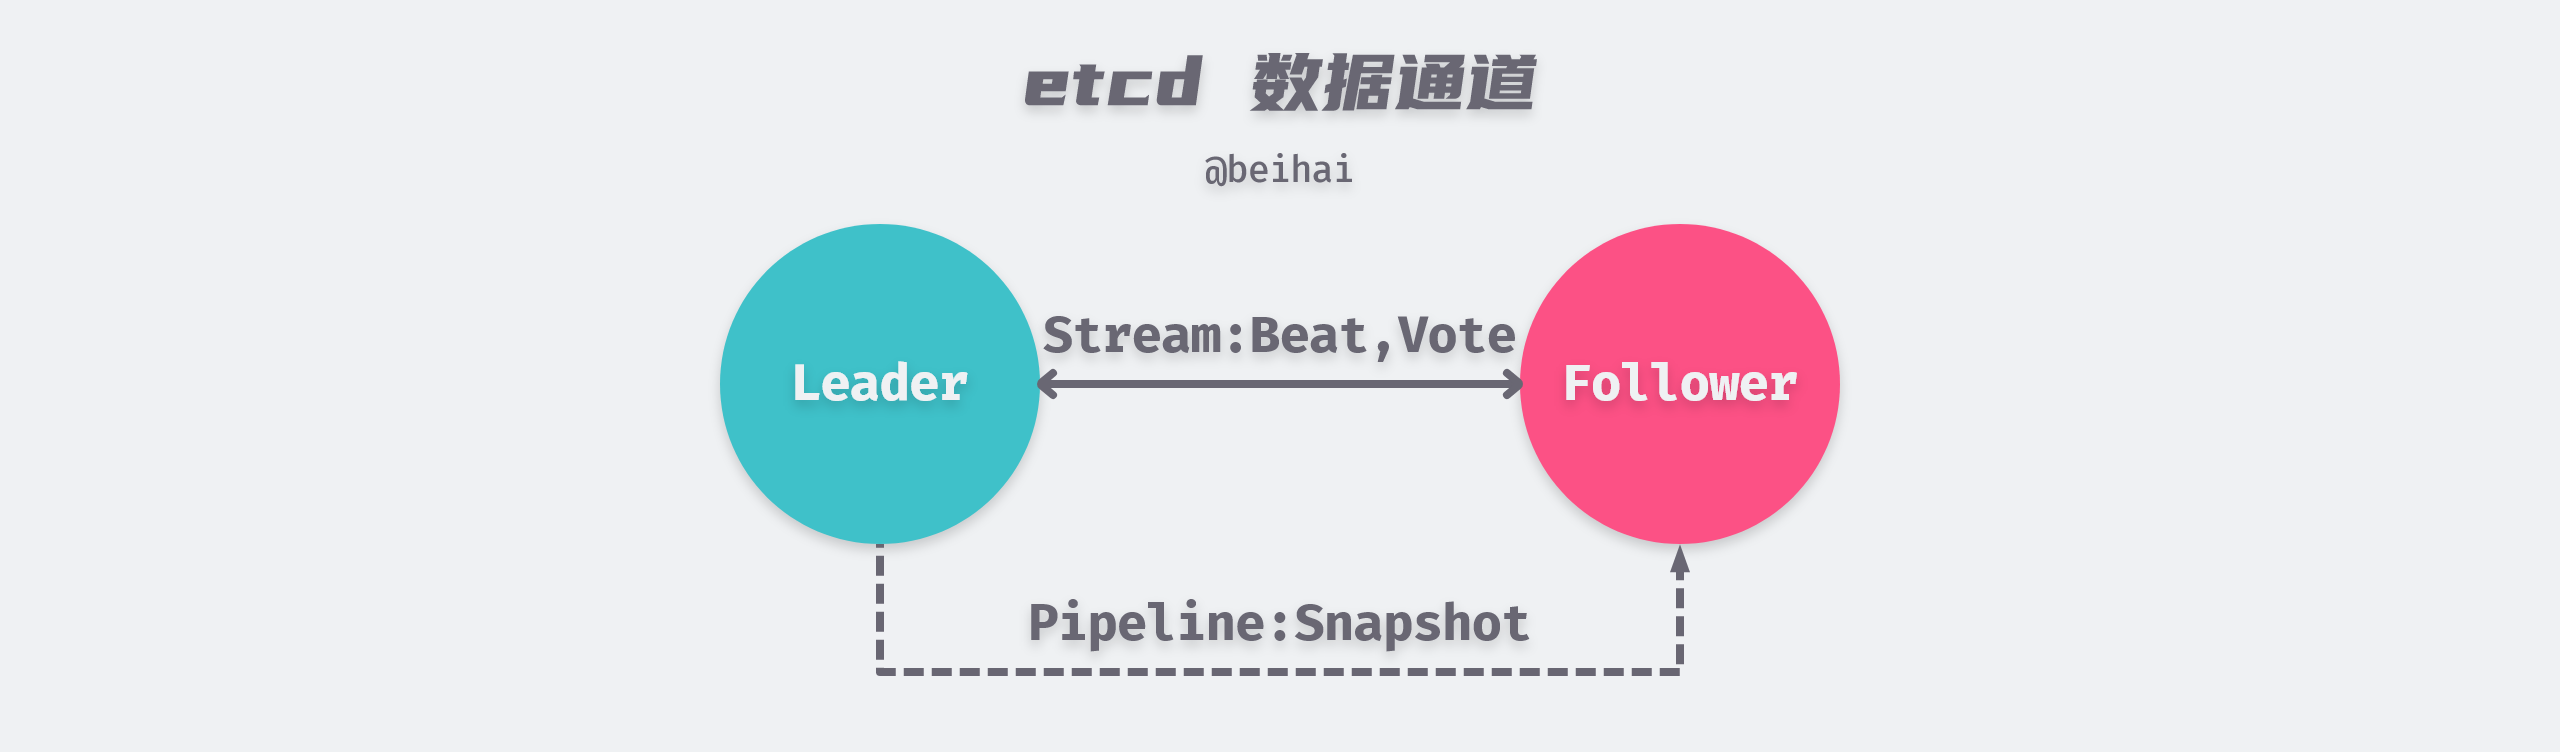 etcd 数据通道
@beihai
Stream:Beat,Vote
Leader
Follower
Pipeline:Snapshot